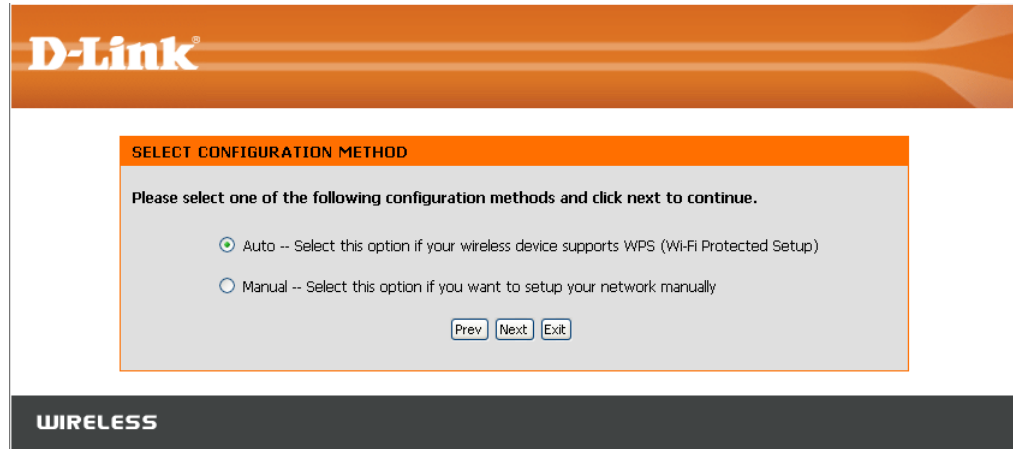 D-Link®
SELECT CONFIGURATION METHOD
Please select one of the following configuration methods and click next to continue.
Auto -- Select this option if your wireless device supports WPS (Wi-Fi Protected Setup)
Manual -- Select this option if you want to setup your network manually
Prev Next Exit
WIRELESS